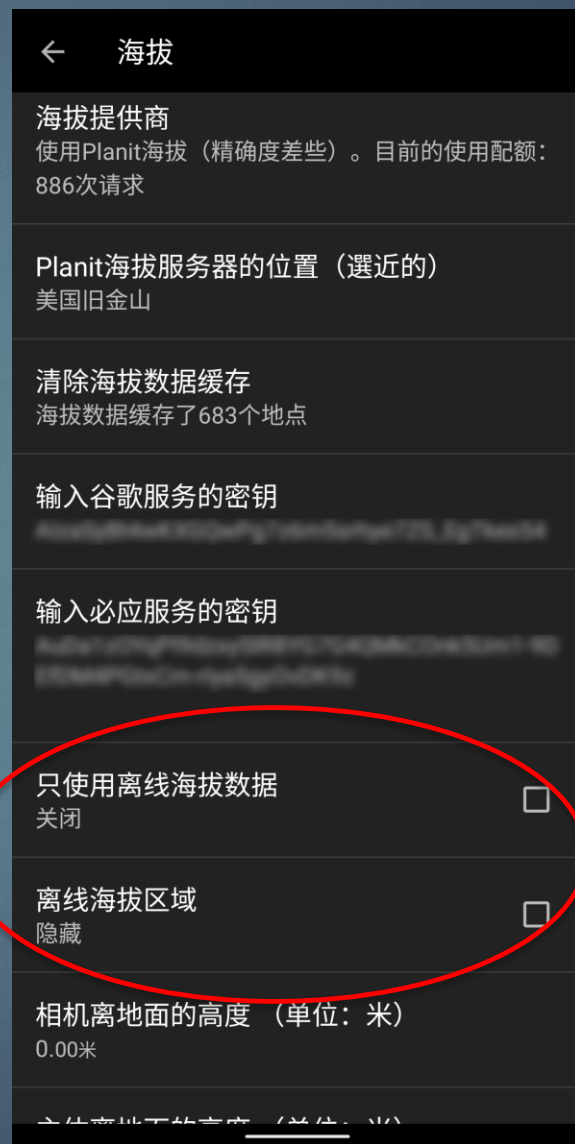 海拔
海拔提供商
使用Planit海拔（精确度差些）。目前的使用配额：
886次请求
Planit海拔服务器的位置（選近的）
美国旧金山
清除海拔数据缓存
海拔数据缓存了683个地点
输入谷歌服务的密钥
输入必应服务的密钥
只使用离线海拔数据
关闭
离线海拔区域
隐藏
相机离地面的高度 （单位：米）
0.00米